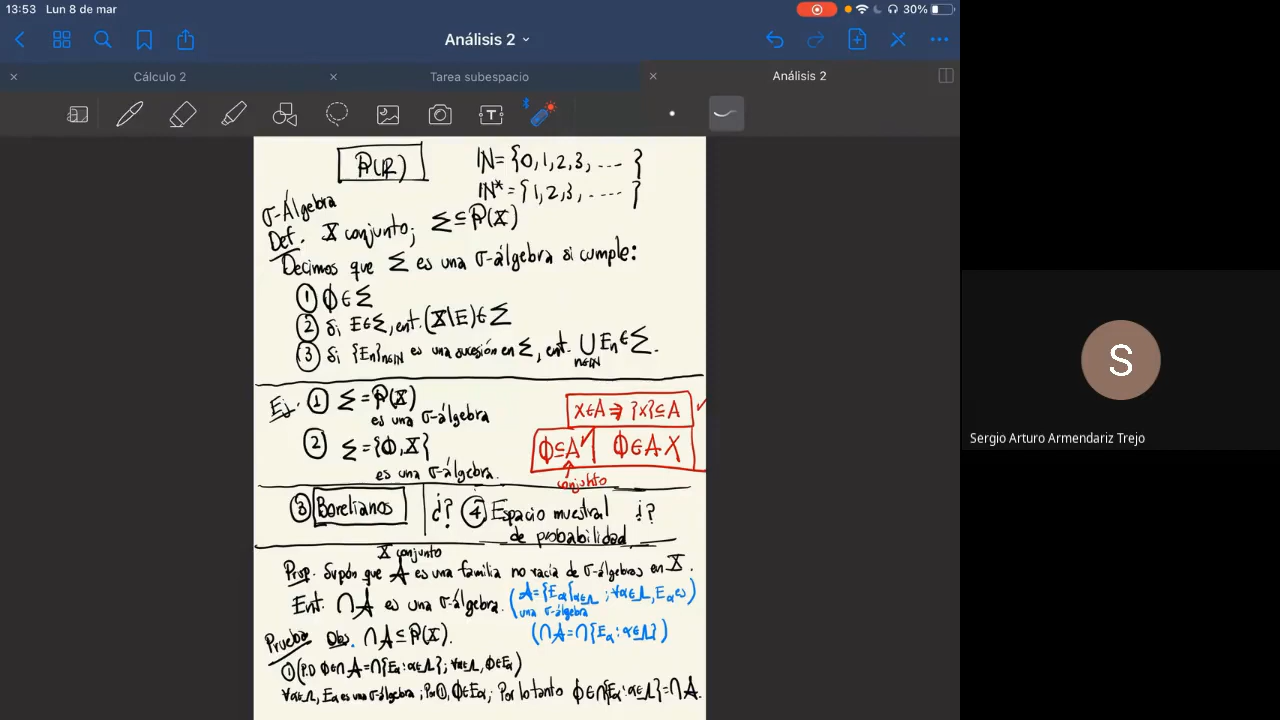 13:53 Lun 8 de mar 30%
Análisis 2
Cálculo 2 Tarea subespacio Análisis 2
T
P(R) ℕ={0,1,2,3,.... }
ℕ*={1,2,3,..... }
σ-Álgebra
Def. X conjunto; Σ⊆P(X)
Decimos que Σ es una σ-álgebra si cumple:
① ϕ∈Σ
② si E∈Σ, ent. (X\E)∈Σ
③ si {En}n∈ℕ es una sucesión en Σ, ent. ∪n∈ℕ En∈Σ.
Ej. ① Σ=P(X)
es una σ-álgebra
② Σ={ϕ,X}
es una σ-álgebra.
x∈A⇒{x}⊆A ✓
ϕ⊆A✓ ϕ∈A X
conjunto
③ Borelianos ¿? ④ Espacio muestral ¿?
de probabilidad.
X conjunto
Prop. Supón que A es una familia no vacía de σ-álgebras en X.
Ent. ∩A es una σ-álgebra. (A={Eα}α∈Λ ; ∀α∈Λ, Eα es
una σ-álgebra)
Prueba Obs. ∩A⊆P(X). (∩A=∩{Eα:α∈Λ})
① (P.D ϕ∈∩A=∩{Eα:α∈Λ}; ∀α∈Λ, ϕ∈Eα)
∀α∈Λ, Eα es una σ-álgebra; Por ①, ϕ∈Eα; Por lo tanto ϕ∈∩{Eα:α∈Λ}=∩A.
S
Sergio Arturo Armendariz Trejo